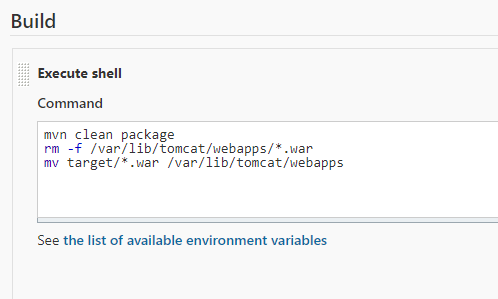 Build
Execute shell
Command
mvn clean package
rm -f /var/lib/tomcat/webapps/*.war
mv target/*.war /var/lib/tomcat/webapps
See the list of available environment variables